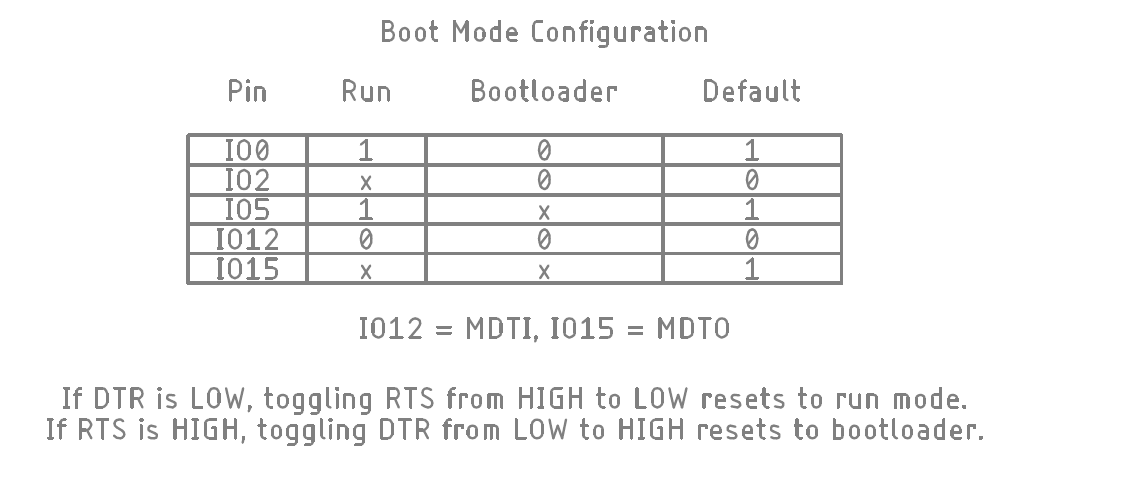 Boot Mode Configuration
Pin Run Bootloader Default
IO0 1 0 1
IO2 x 0 0
IO5 1 x 1
IO12 0 0 0
IO15 x x 1
IO12 = MDTI, IO15 = MDTO
If DTR is LOW, toggling RTS from HIGH to LOW resets to run mode.
If RTS is HIGH, toggling DTR from LOW to HIGH resets to bootloader.